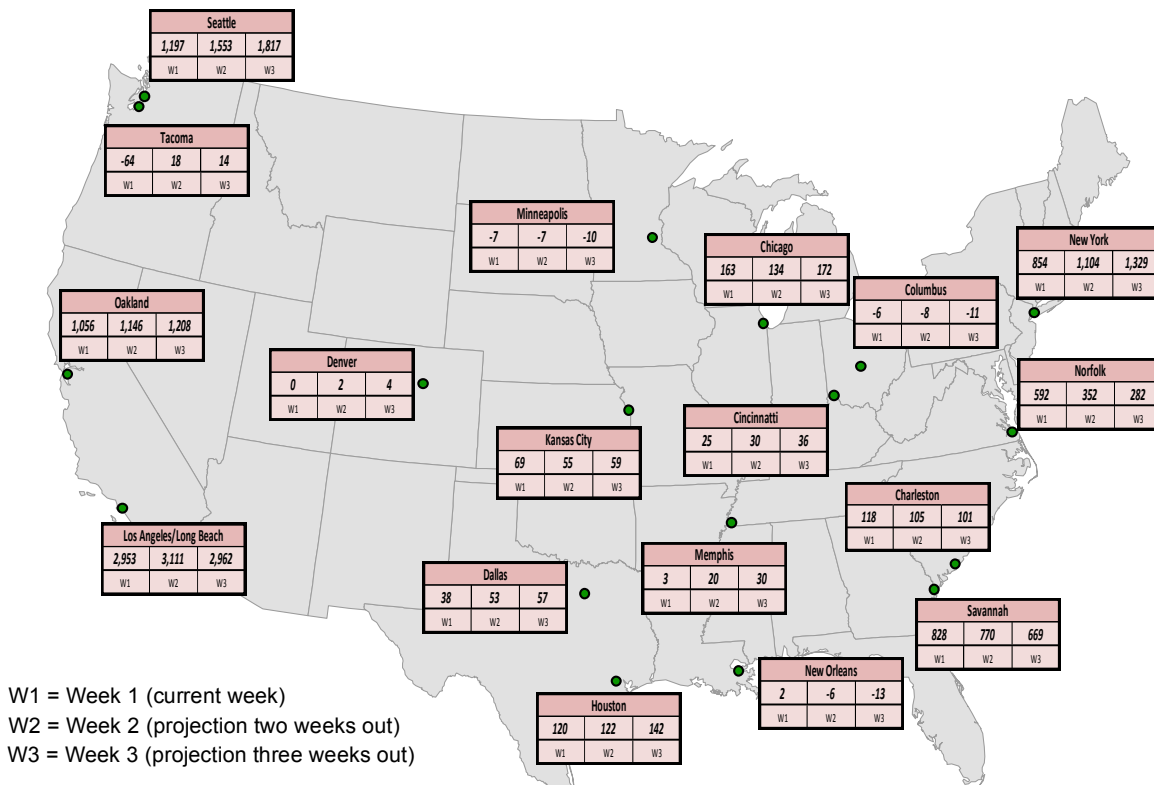 Seattle
1,197 1,553 1,817
W1 W2 W3
Tacoma
-64 18 14
W1 W2 W3
Minneapolis
-7 -7 -10
W1 W2 W3
Chicago
163 134 172
W1 W2 W3
New York
854 1,104 1,329
W1 W2 W3
Columbus
-6 -8 -11
W1 W2 W3
Oakland
1,056 1,146 1,208
W1 W2 W3
Denver
0 2 4
W1 W2 W3
Norfolk
592 352 282
W1 W2 W3
Cincinnatti
25 30 36
W1 W2 W3
Kansas City
69 55 59
W1 W2 W3
Charleston
118 105 101
W1 W2 W3
Los Angeles/Long Beach
2,953 3,111 2,962
W1 W2 W3
Memphis
3 20 30
W1 W2 W3
Dallas
38 53 57
W1 W2 W3
Savannah
828 770 669
W1 W2 W3
New Orleans
2 -6 -13
W1 W2 W3
Houston
120 122 142
W1 W2 W3
W1 = Week 1 (current week)
W2 = Week 2 (projection two weeks out)
W3 = Week 3 (projection three weeks out)